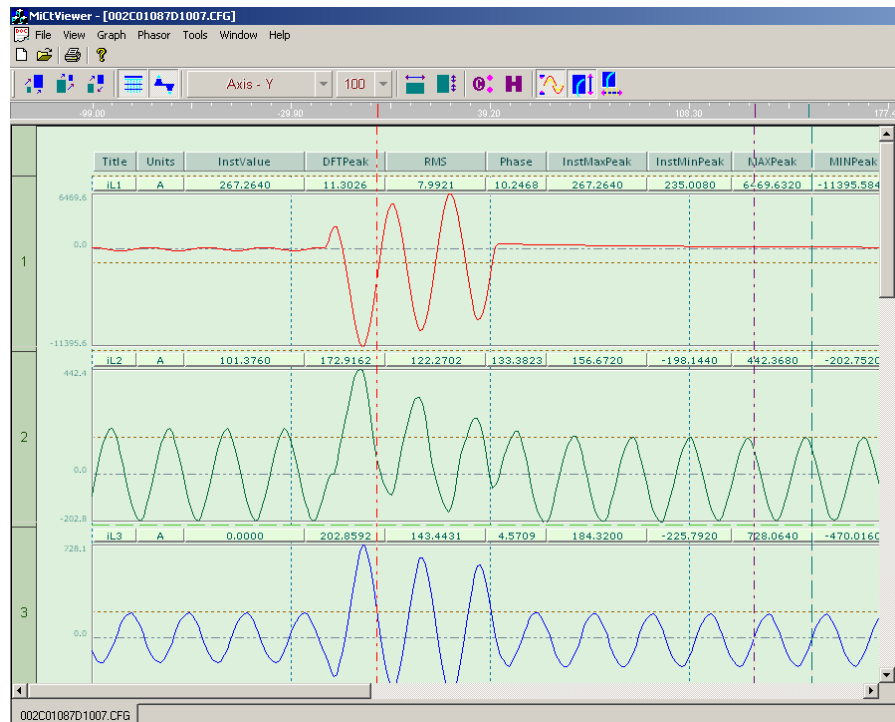 MiCtViewer - [002C01087D1007.CFG]
File View Graph Phasor Tools Window Help
Axis - Y 100
-99.00 -29.90 39.20 108.30 177.4
Title Units InstValue DFTPeak RMS Phase InstMaxPeak InstMinPeak MAXPeak MINPeak
iL1 A 267.2640 11.3026 7.9921 10.2468 267.2640 235.0080 6469.6320 -11395.584
6469.6
0.0
1
-11395.6
iL2 A 101.3760 172.9162 122.2702 133.3823 156.6720 -198.1440 442.3680 -202.7520
442.4
2
0.0
-202.8
iL3 A 0.0000 202.8592 143.4431 4.5709 184.3200 -225.7920 728.0640 -470.0160
728.1
3
0.0
002C01087D1007.CFG